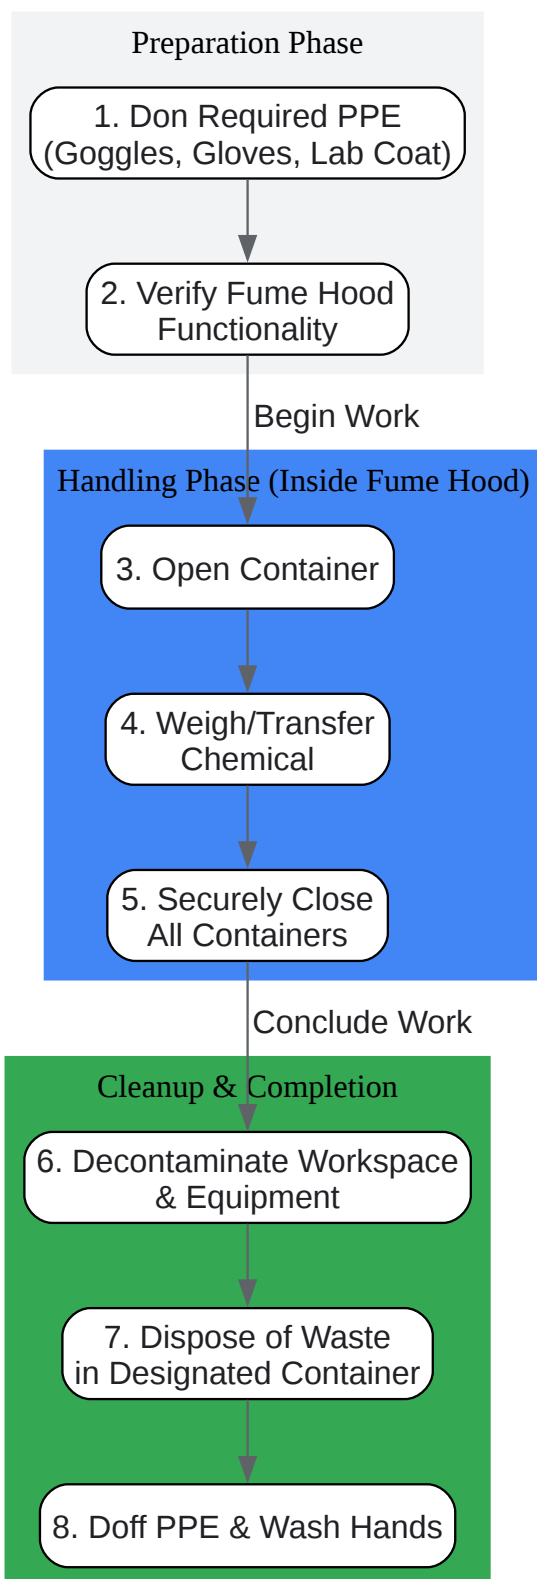 Preparation Phase
1. Don Required PPE
(Goggles, Gloves, Lab Coat)
2. Verify Fume Hood
Functionality
Begin Work
Handling Phase (Inside Fume Hood)
3. Open Container
4. Weigh/Transfer
Chemical
5. Securely Close
All Containers
Conclude Work
Cleanup & Completion
6. Decontaminate Workspace
& Equipment
7. Dispose of Waste
in Designated Container
8. Doff PPE & Wash Hands